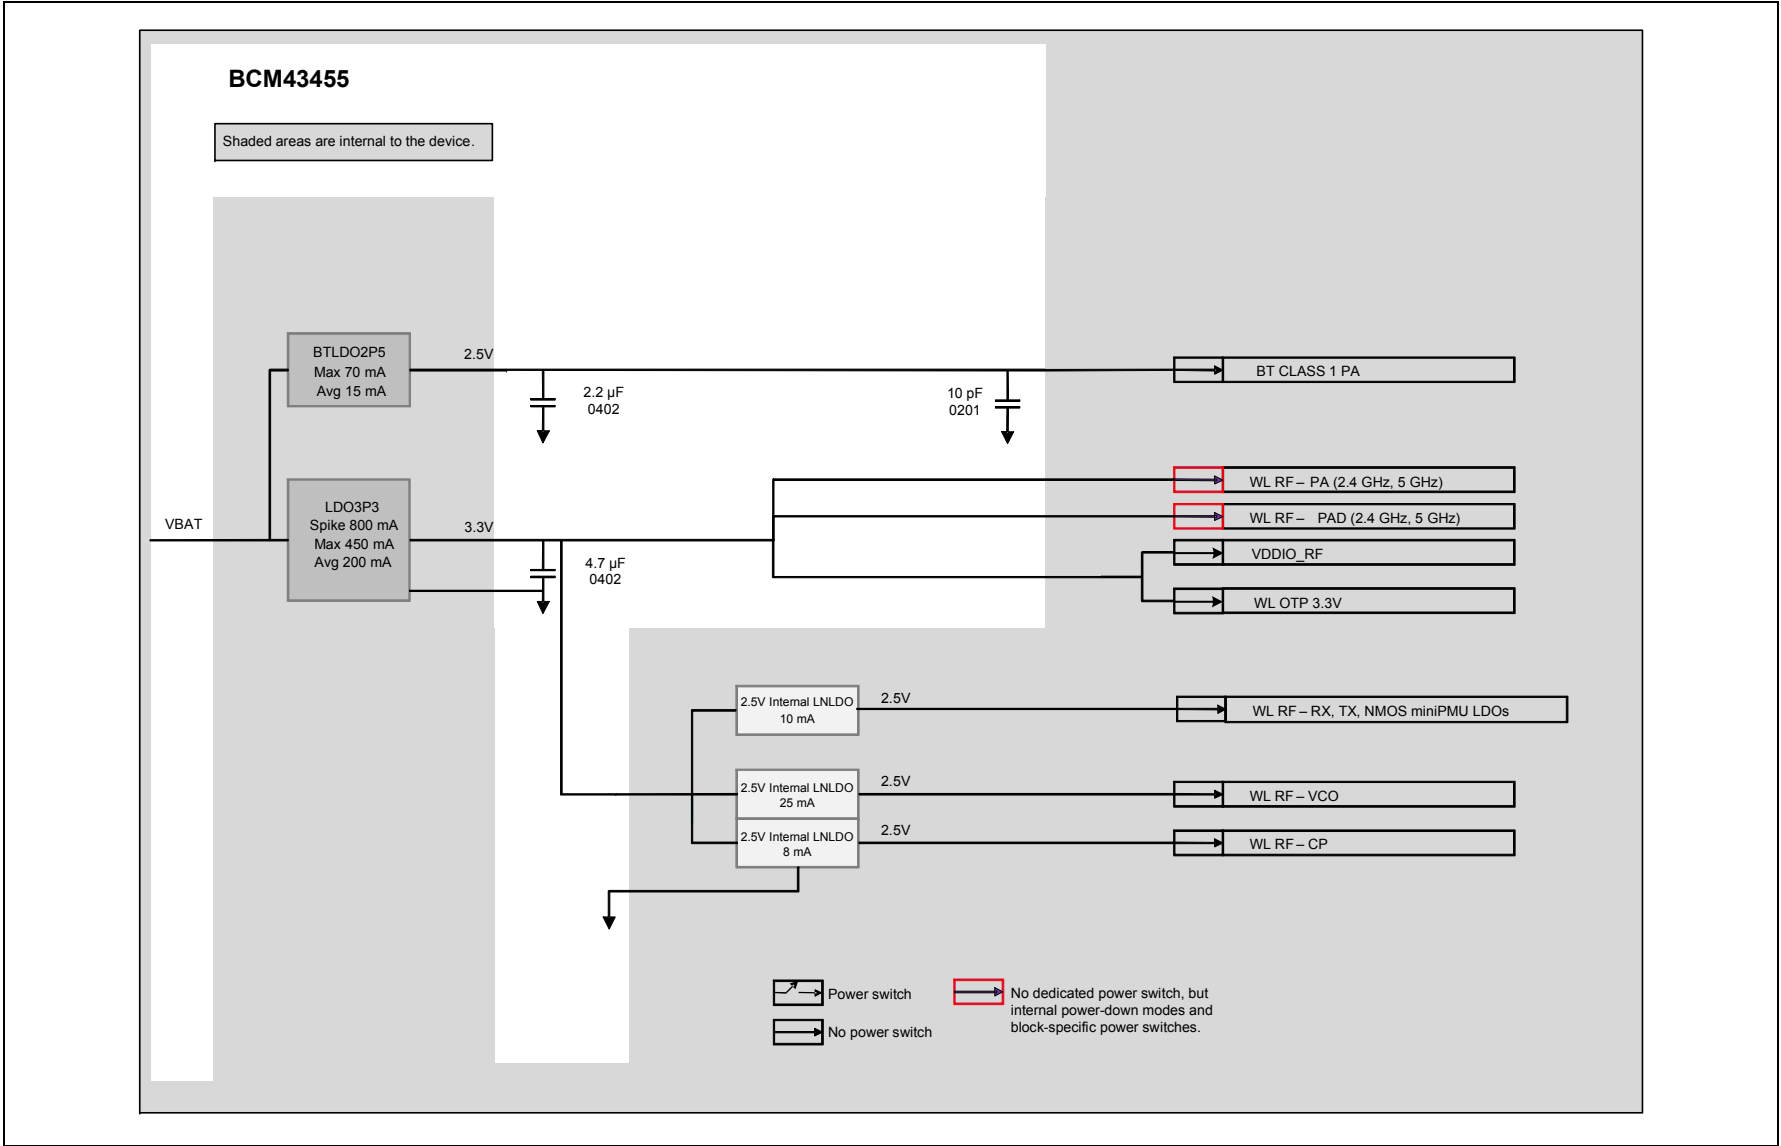 BCM43455
Shaded areas are internal to the device.
BTLDO2P5
Max 70 mA
Avg 15 mA
2.5V
2.2 µF
0402
10 pF
0201
BT CLASS 1 PA
VBAT
LDO3P3
Spike 800 mA
Max 450 mA
Avg 200 mA
3.3V
4.7 µF
0402
WL RF – PA (2.4 GHz, 5 GHz)
WL RF – PAD (2.4 GHz, 5 GHz)
VDDIO_RF
WL OTP 3.3V
2.5V Internal LNLDO
10 mA
2.5V
WL RF – RX, TX, NMOS miniPMU LDOs
2.5V Internal LNLDO
25 mA
2.5V
WL RF – VCO
2.5V Internal LNLDO
8 mA
2.5V
WL RF – CP
Power switch
No power switch
No dedicated power switch, but
internal power-down modes and
block-specific power switches.